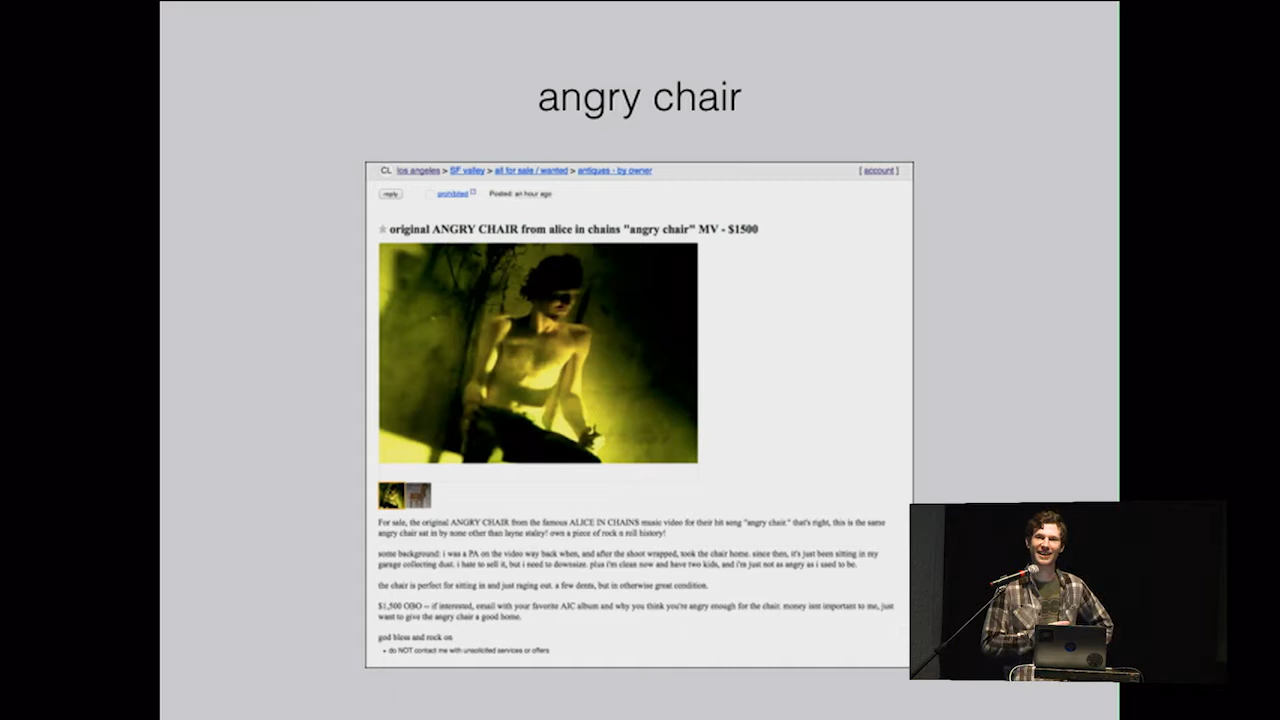 angry chair
CL los angeles > SF valley > all for sale / wanted > antiques - by owner [ account ]
reply prohibited Posted: an hour ago
original ANGRY CHAIR from alice in chains "angry chair" MV - $1500
For sale, the original ANGRY CHAIR from the famous ALICE IN CHAINS music video for their hit song "angry chair." that's right, this is the same
angry chair sat in by none other than layne staley! own a piece of rock n roll history!
some background: i was a PA on the video way back when, and after the shoot wrapped, took the chair home. since then, it's just been sitting in my
garage collecting dust. i hate to sell it, but i need to downsize. plus i'm clean now and have two kids, and i'm just not as angry as i used to be.
the chair is perfect for sitting in and just raging out. a few dents, but in otherwise great condition.
$1,500 OBO -- if interested, email with your favorite AIC album and why you think you're angry enough for the chair. money isnt important to me, just
want to give the angry chair a good home.
god bless and rock on
• do NOT contact me with unsolicited services or offers